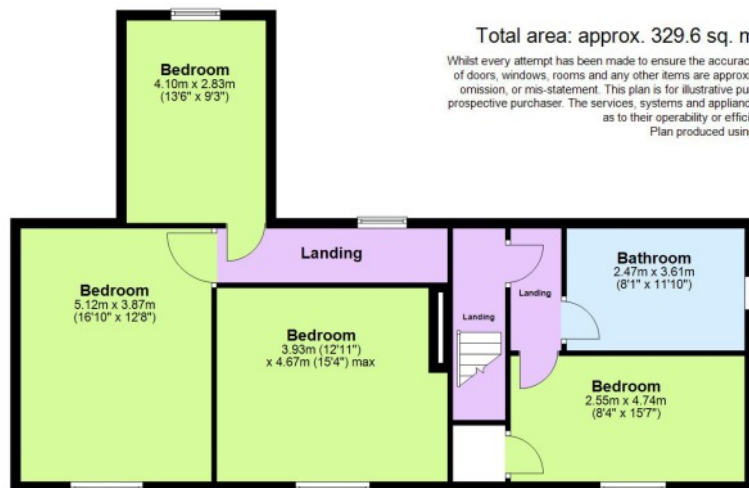 Total area: approx. 329.6 sq. m
Whilst every attempt has been made to ensure the accurac
of doors, windows, rooms and any other items are approxi
omission, or mis-statement. This plan is for illustrative pu
prospective purchaser. The services, systems and applianc
as to their operability or effici
Plan produced usin
Bedroom
4.10m x 2.83m
(13'6" x 9'3")
Landing
Bedroom
5.12m x 3.87m
(16'10" x 12'8")
Bedroom
3.93m (12'11")
x 4.67m (15'4") max
Landing
Landing
Bathroom
2.47m x 3.61m
(8'1" x 11'10")
Bedroom
2.55m x 4.74m
(8'4" x 15'7")